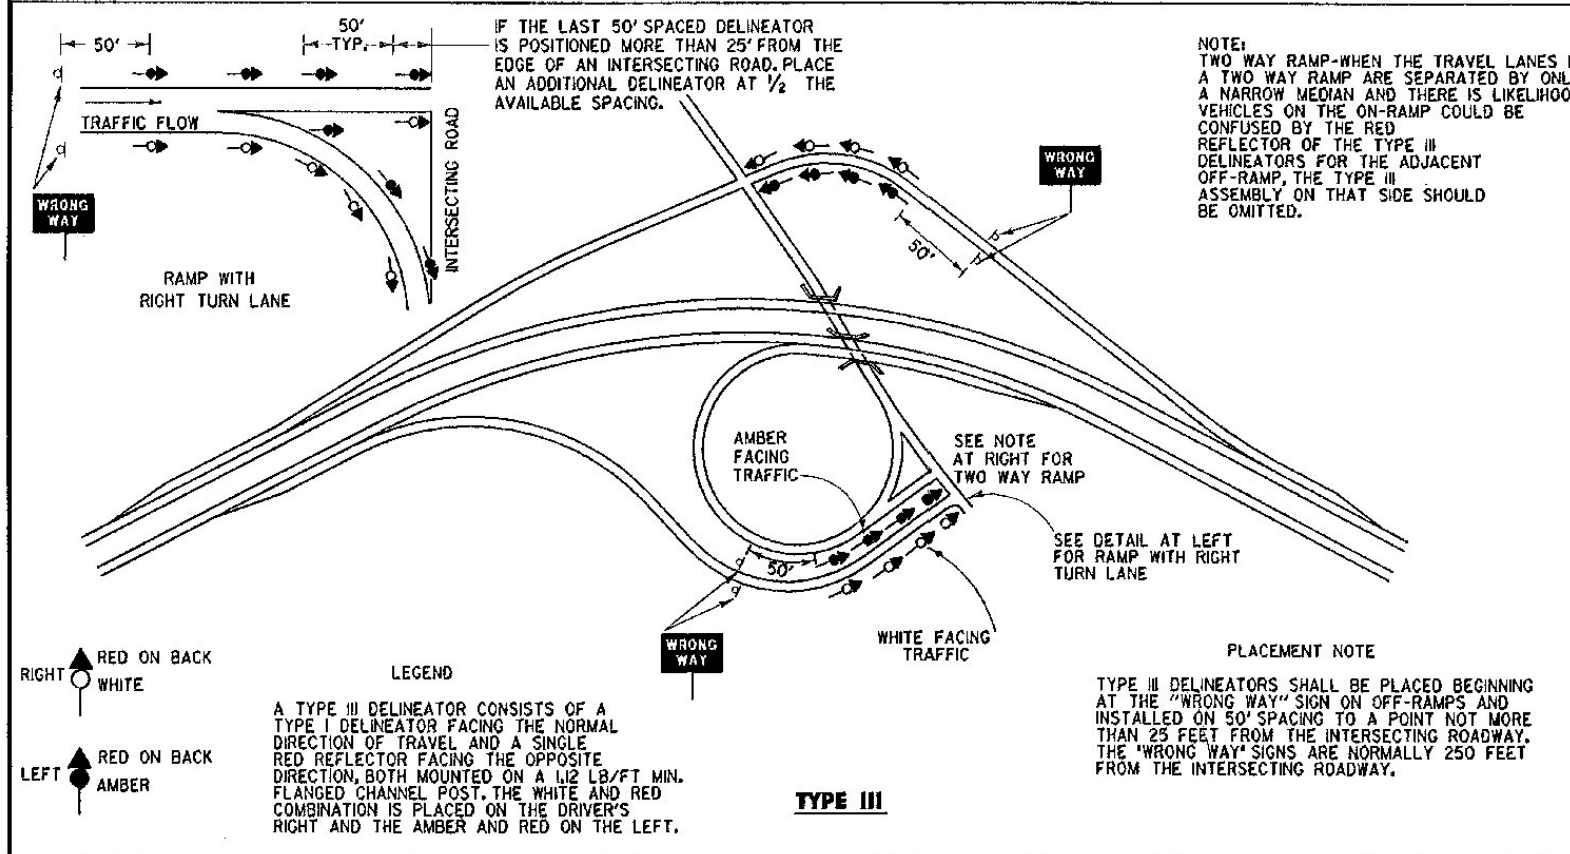 50'
50'
TYP.
IF THE LAST 50' SPACED DELINEATOR
IS POSITIONED MORE THAN 25' FROM THE
EDGE OF AN INTERSECTING ROAD. PLACE
AN ADDITIONAL DELINEATOR AT 1/2 THE
AVAILABLE SPACING.
TRAFFIC FLOW
INTERSECTING ROAD
WRONG
WAY
RAMP WITH
RIGHT TURN LANE
WRONG
WAY
50'
NOTE:
TWO WAY RAMP-WHEN THE TRAVEL LANES
A TWO WAY RAMP ARE SEPARATED BY ONL
A NARROW MEDIAN AND THERE IS LIKELIHOO
VEHICLES ON THE ON-RAMP COULD BE
CONFUSED BY THE RED
REFLECTOR OF THE TYPE III
DELINEATORS FOR THE ADJACENT
OFF-RAMP, THE TYPE III
ASSEMBLY ON THAT SIDE SHOULD
BE OMITTED.
AMBER
FACING
TRAFFIC
SEE NOTE
AT RIGHT FOR
TWO WAY RAMP
SEE DETAIL AT LEFT
FOR RAMP WITH RIGHT
TURN LANE
50'
WRONG
WAY
WHITE FACING
TRAFFIC
RIGHT
RED ON BACK
WHITE
LEFT
RED ON BACK
AMBER
LEGEND
A TYPE III DELINEATOR CONSISTS OF A
TYPE I DELINEATOR FACING THE NORMAL
DIRECTION OF TRAVEL AND A SINGLE
RED REFLECTOR FACING THE OPPOSITE
DIRECTION, BOTH MOUNTED ON A 1.12 LB/FT MIN.
FLANGED CHANNEL POST. THE WHITE AND RED
COMBINATION IS PLACED ON THE DRIVER'S
RIGHT AND THE AMBER AND RED ON THE LEFT.
TYPE III
PLACEMENT NOTE
TYPE III DELINEATORS SHALL BE PLACED BEGINNING
AT THE "WRONG WAY" SIGN ON OFF-RAMPS AND
INSTALLED ON 50' SPACING TO A POINT NOT MORE
THAN 25 FEET FROM THE INTERSECTING ROADWAY.
THE 'WRONG WAY' SIGNS ARE NORMALLY 250 FEET
FROM THE INTERSECTING ROADWAY.